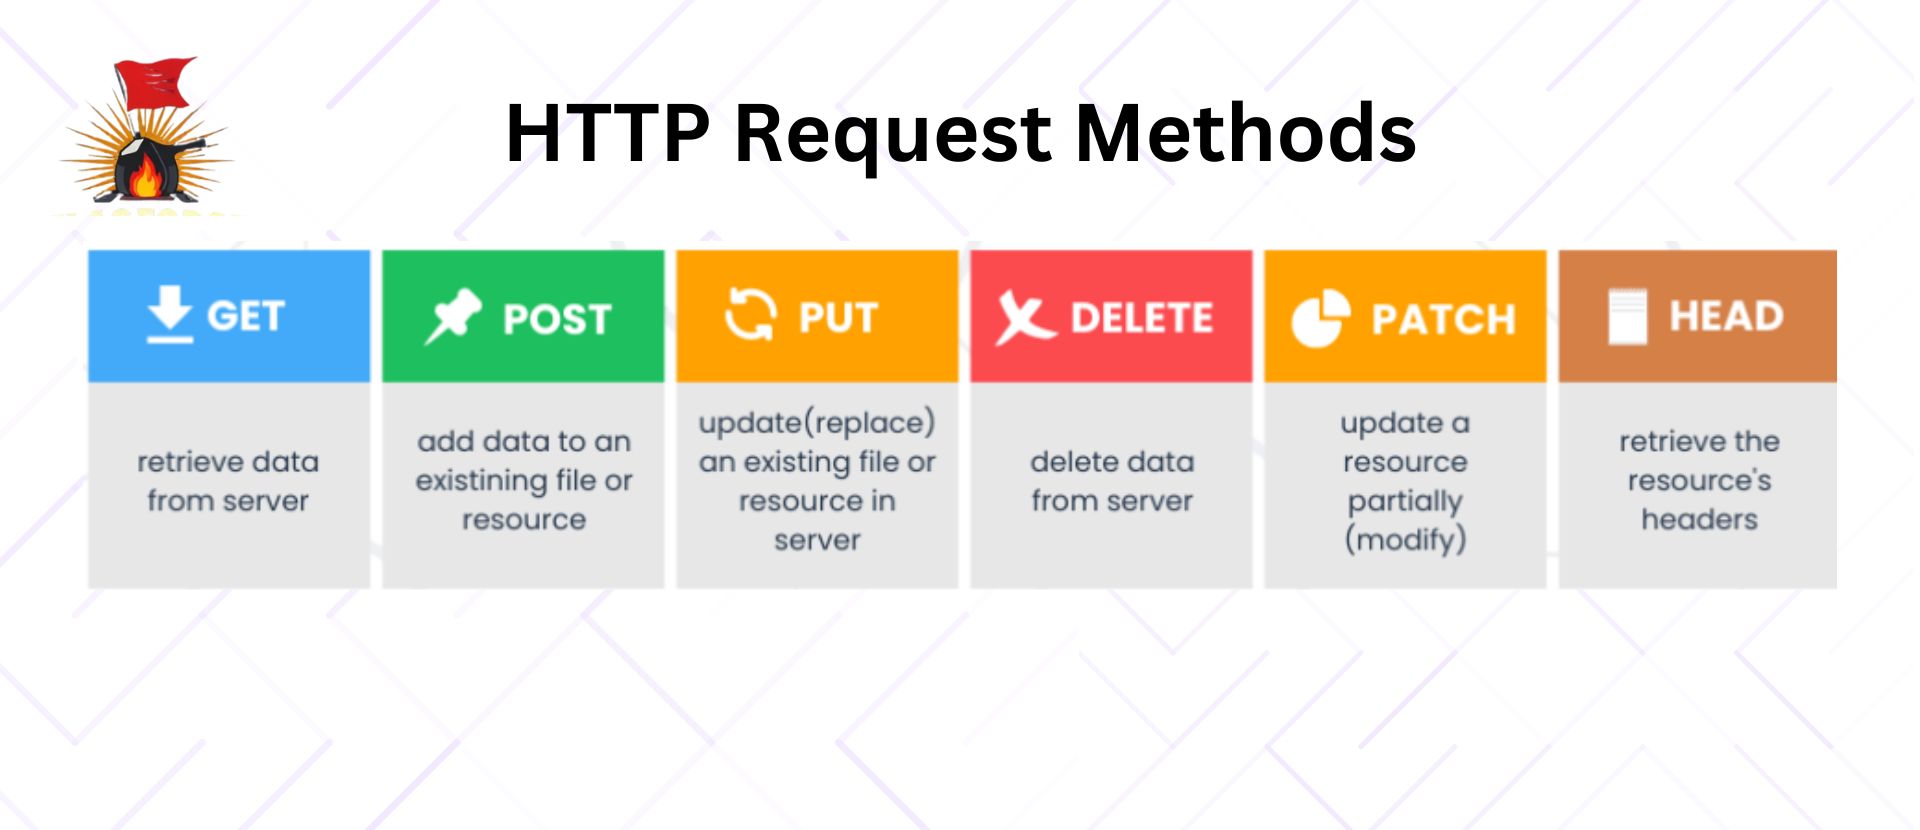 HTTP Request Methods
GET
retrieve data
from server
POST
add data to an
existining file or
resource
PUT
update(replace)
an existing file or
resource in
server
DELETE
delete data
from server
PATCH
update a
resource
partially
(modify)
HEAD
retrieve the
resource's
headers